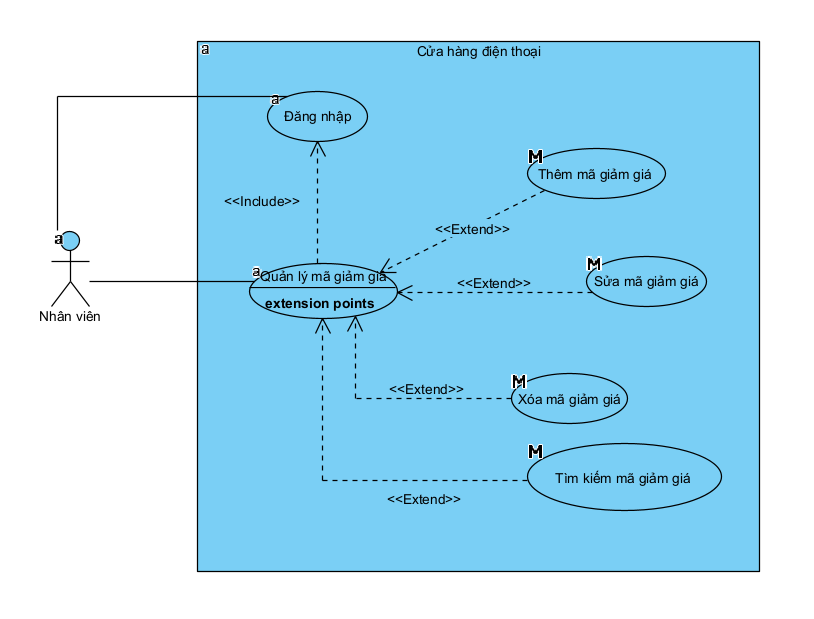 a
Cửa hàng điện thoại
a
Đăng nhập
M
Thêm mã giảm giá
<<Include>>
<<Extend>>
a
Nhân viên
a
Quản lý mã giảm giá
extension points
<<Extend>>
M
Sửa mã giảm giá
<<Extend>>
M
Xóa mã giảm giá
M
Tìm kiếm mã giảm giá
<<Extend>>